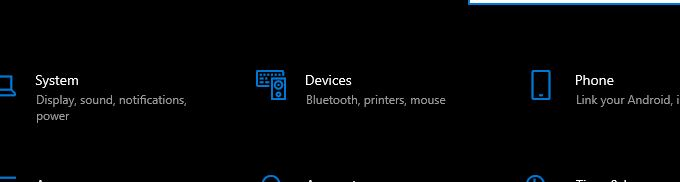 System
Devices
Phone
Display, sound, notifications,
power
Bluetooth, printers, mouse
Link your Android, i